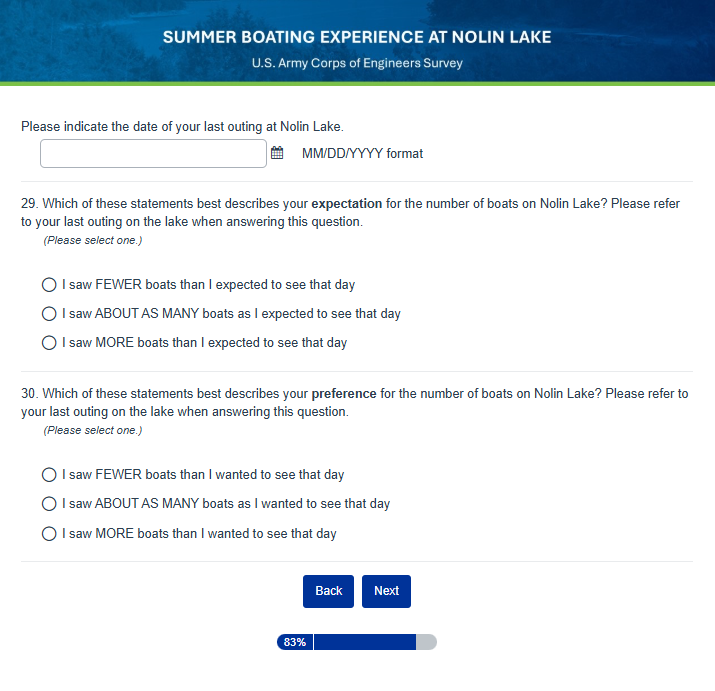 SUMMER BOATING EXPERIENCE AT NOLIN LAKE
U.S. Army Corps of Engineers Survey
Please indicate the date of your last outing at Nolin Lake.
MM/DD/YYYY format
29. Which of these statements best describes your expectation for the number of boats on Nolin Lake? Please refer
to your last outing on the lake when answering this question.
(Please select one.)
I saw FEWER boats than I expected to see that day
I saw ABOUT AS MANY boats as I expected to see that day
I saw MORE boats than I expected to see that day
30. Which of these statements best describes your preference for the number of boats on Nolin Lake? Please refer to
your last outing on the lake when answering this question.
(Please select one.)
I saw FEWER boats than I wanted to see that day
I saw ABOUT AS MANY boats as I wanted to see that day
I saw MORE boats than I wanted to see that day
Back Next
83%